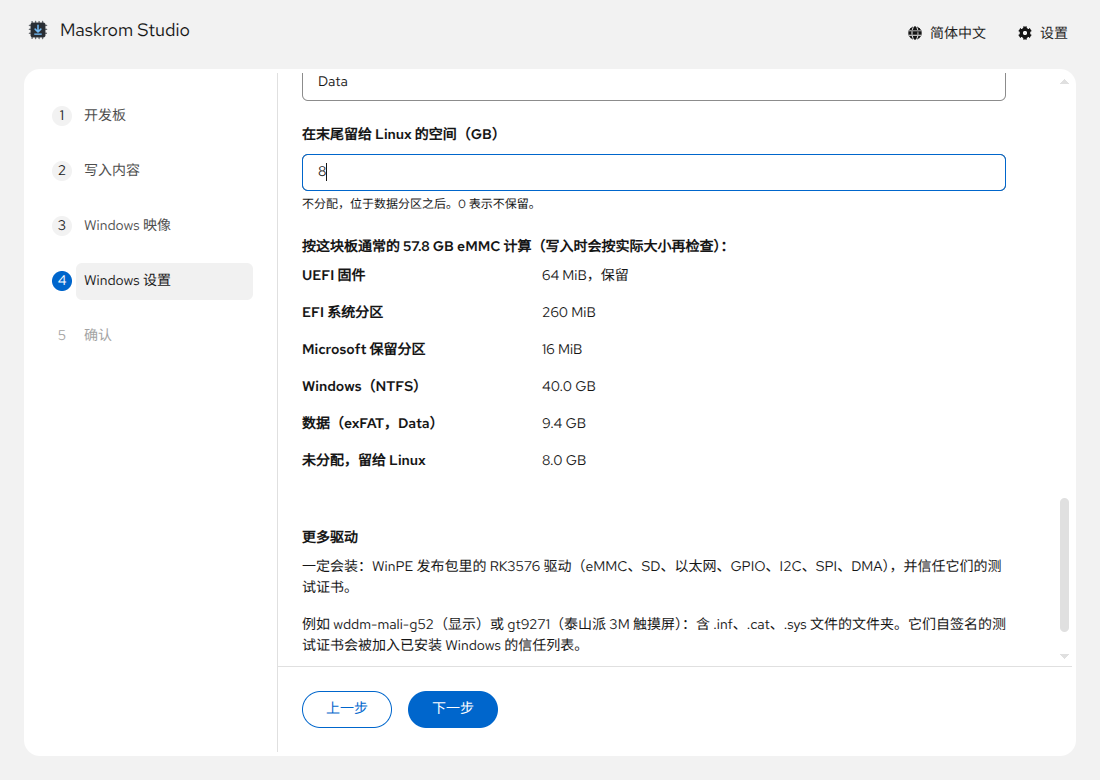 Maskrom Studio
简体中文
设置
1 开发板
2 写入内容
3 Windows 映像
4 Windows 设置
5 确认
Data
在末尾留给 Linux 的空间（GB）
8
不分配，位于数据分区之后。0 表示不保留。
按这块板通常的 57.8 GB eMMC 计算（写入时会按实际大小再检查）：
UEFI 固件 64 MiB，保留
EFI 系统分区 260 MiB
Microsoft 保留分区 16 MiB
Windows（NTFS） 40.0 GB
数据（exFAT，Data） 9.4 GB
未分配，留给 Linux 8.0 GB
更多驱动
一定会装：WinPE 发布包里的 RK3576 驱动（eMMC、SD、以太网、GPIO、I2C、SPI、DMA），并信任它们的测
试证书。
例如 wddm-mali-g52（显示）或 gt9271（泰山派 3M 触摸屏）：含 .inf、.cat、.sys 文件的文件夹。它们自签名的测
试证书会被加入已安装 Windows 的信任列表。
上一步
下一步